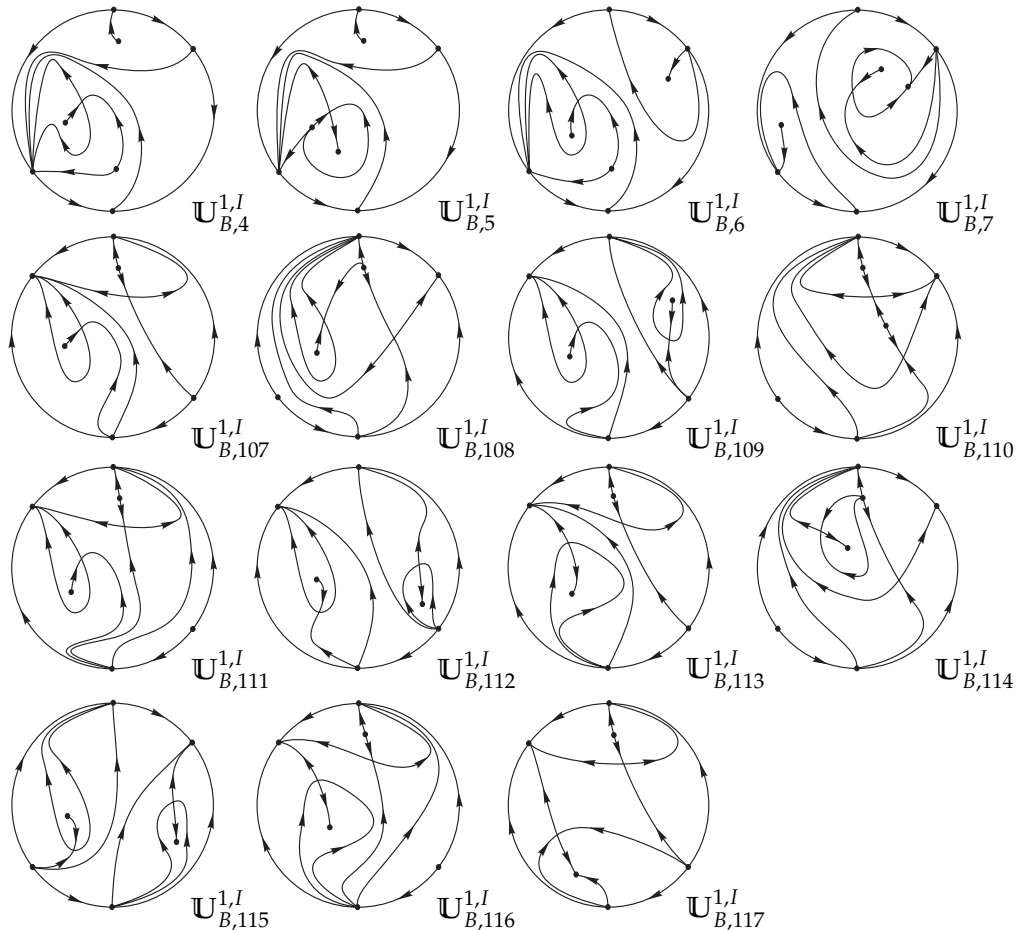 𝕌^{1,I}_{B,4} 𝕌^{1,I}_{B,5} 𝕌^{1,I}_{B,6} 𝕌^{1,I}_{B,7}
𝕌^{1,I}_{B,107} 𝕌^{1,I}_{B,108} 𝕌^{1,I}_{B,109} 𝕌^{1,I}_{B,110}
𝕌^{1,I}_{B,111} 𝕌^{1,I}_{B,112} 𝕌^{1,I}_{B,113} 𝕌^{1,I}_{B,114}
𝕌^{1,I}_{B,115} 𝕌^{1,I}_{B,116} 𝕌^{1,I}_{B,117}